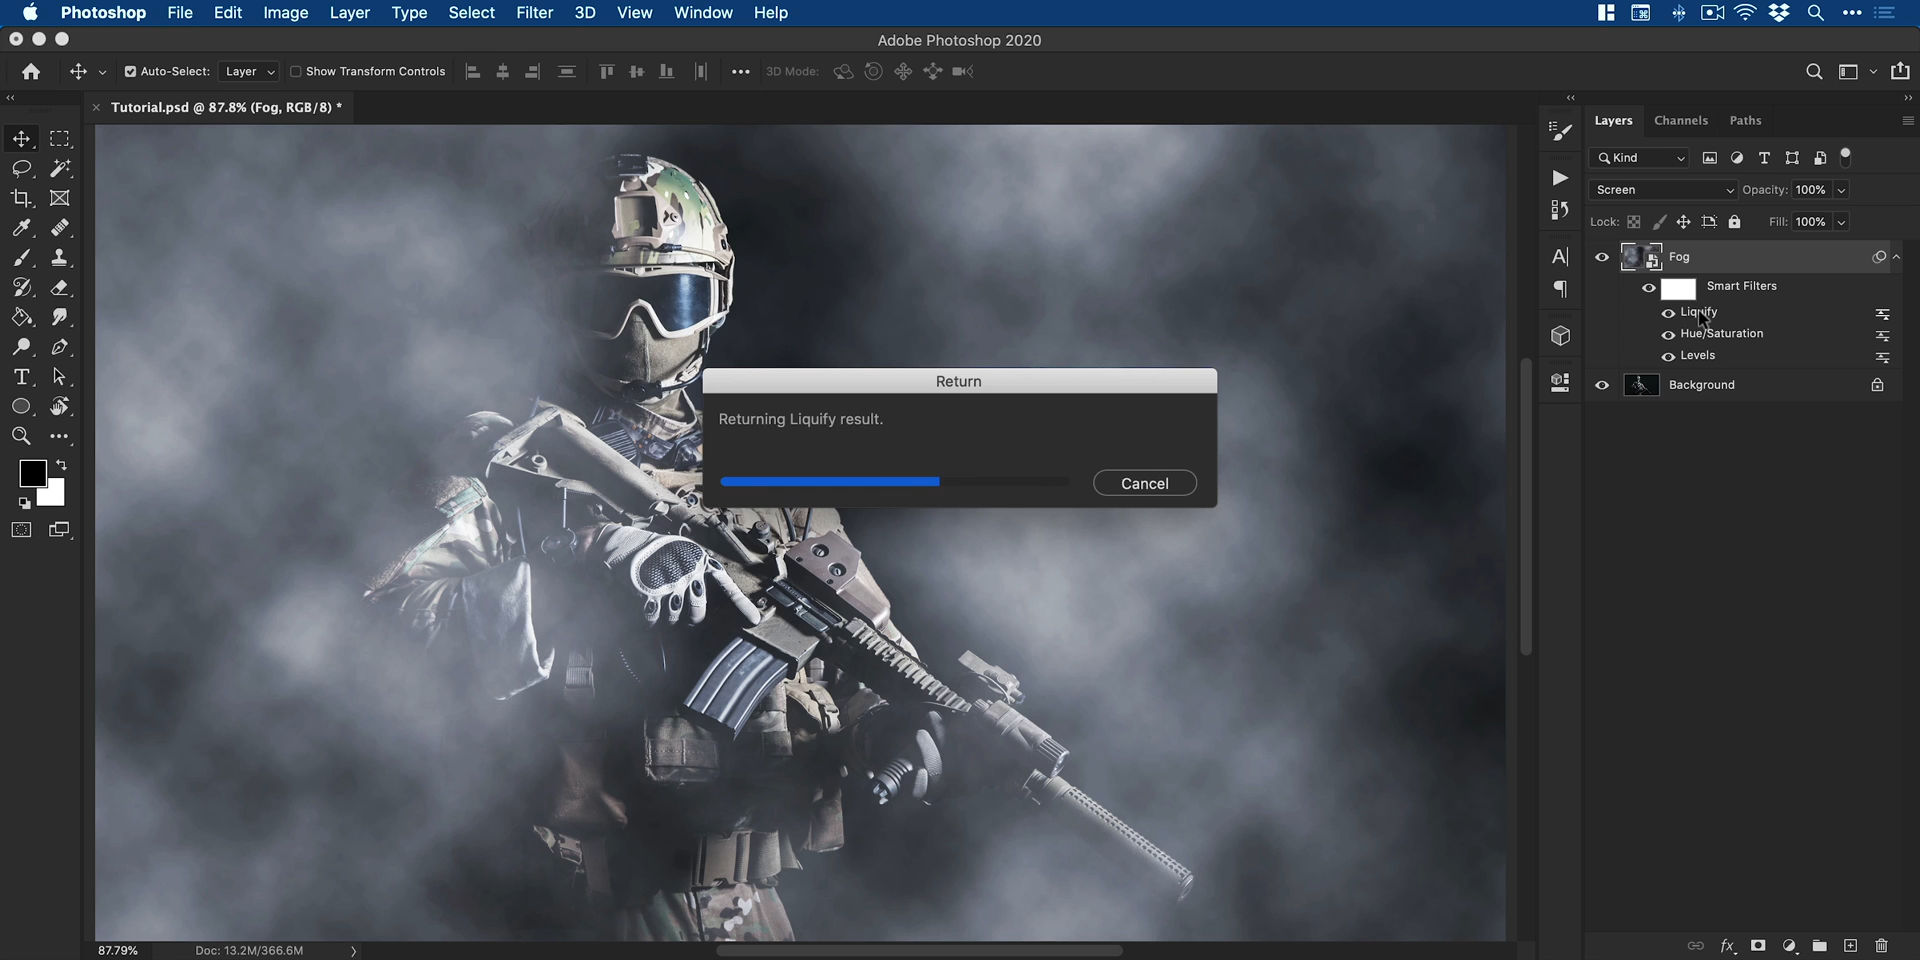 Photoshop File Edit Image Layer Type Select Filter 3D View Window Help
Adobe Photoshop 2020
Auto-Select: Layer Show Transform Controls 3D Mode:
Tutorial.psd @ 87.8% (Fog, RGB/8) *
Layers Channels Paths
Kind
Screen Opacity: 100%
Lock: Fill: 100%
Fog
Smart Filters
Liquify
Hue/Saturation
Levels
Background
Return
Returning Liquify result.
Cancel
87.79% Doc: 13.2M/366.6M